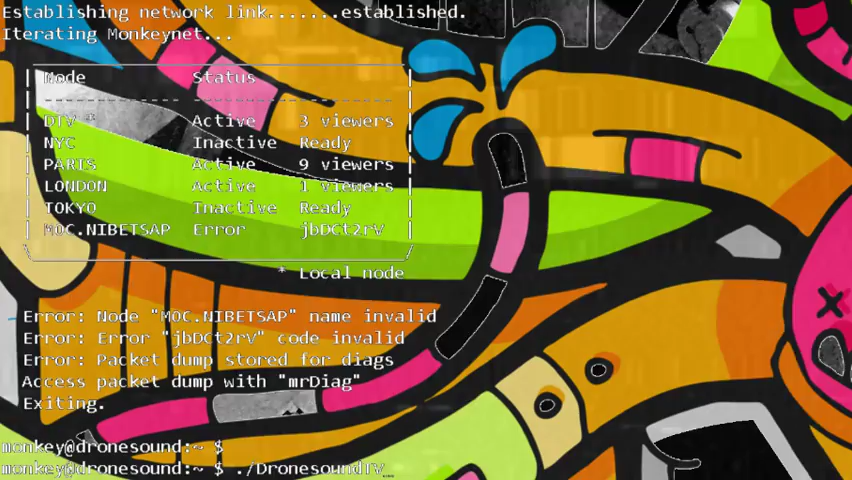 Establishing network link.......established.
Iterating Monkeynet...
Node Status
DTV * Active 3 viewers
NYC Inactive Ready
PARIS Active 9 viewers
LONDON Active 1 viewers
TOKYO Inactive Ready
MOC.NIBETSAP Error jbDCt2rV
* Local node
Error: Node "MOC.NIBETSAP" name invalid
Error: Error "jbDCt2rV" code invalid
Error: Packet dump stored for diags
Access packet dump with "mrDiag"
Exiting.
monkey@dronesound:~ $
monkey@dronesound:~ $ ./DronesoundTV_